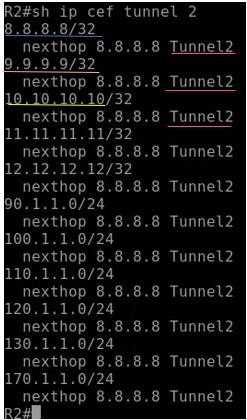 R2#sh ip cef tunnel 2
8.8.8.8/32
nexthop 8.8.8.8 Tunnel2
9.9.9.9/32
nexthop 8.8.8.8 Tunnel2
10.10.10.10/32
nexthop 8.8.8.8 Tunnel2
11.11.11.11/32
nexthop 8.8.8.8 Tunnel2
12.12.12.12/32
nexthop 8.8.8.8 Tunnel2
90.1.1.0/24
nexthop 8.8.8.8 Tunnel2
100.1.1.0/24
nexthop 8.8.8.8 Tunnel2
110.1.1.0/24
nexthop 8.8.8.8 Tunnel2
120.1.1.0/24
nexthop 8.8.8.8 Tunnel2
130.1.1.0/24
nexthop 8.8.8.8 Tunnel2
170.1.1.0/24
nexthop 8.8.8.8 Tunnel2
R2#